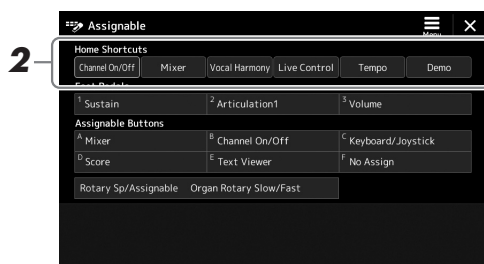 Assignable
Menu
2
Home Shortcuts
Channel On/Off Mixer Vocal Harmony Live Control Tempo Demo
Foot Pedals
1 Sustain 2 Articulation1 3 Volume
Assignable Buttons
A Mixer B Channel On/Off C Keyboard/Joystick
D Score E Text Viewer F No Assign
Rotary Sp/Assignable Organ Rotary Slow/Fast